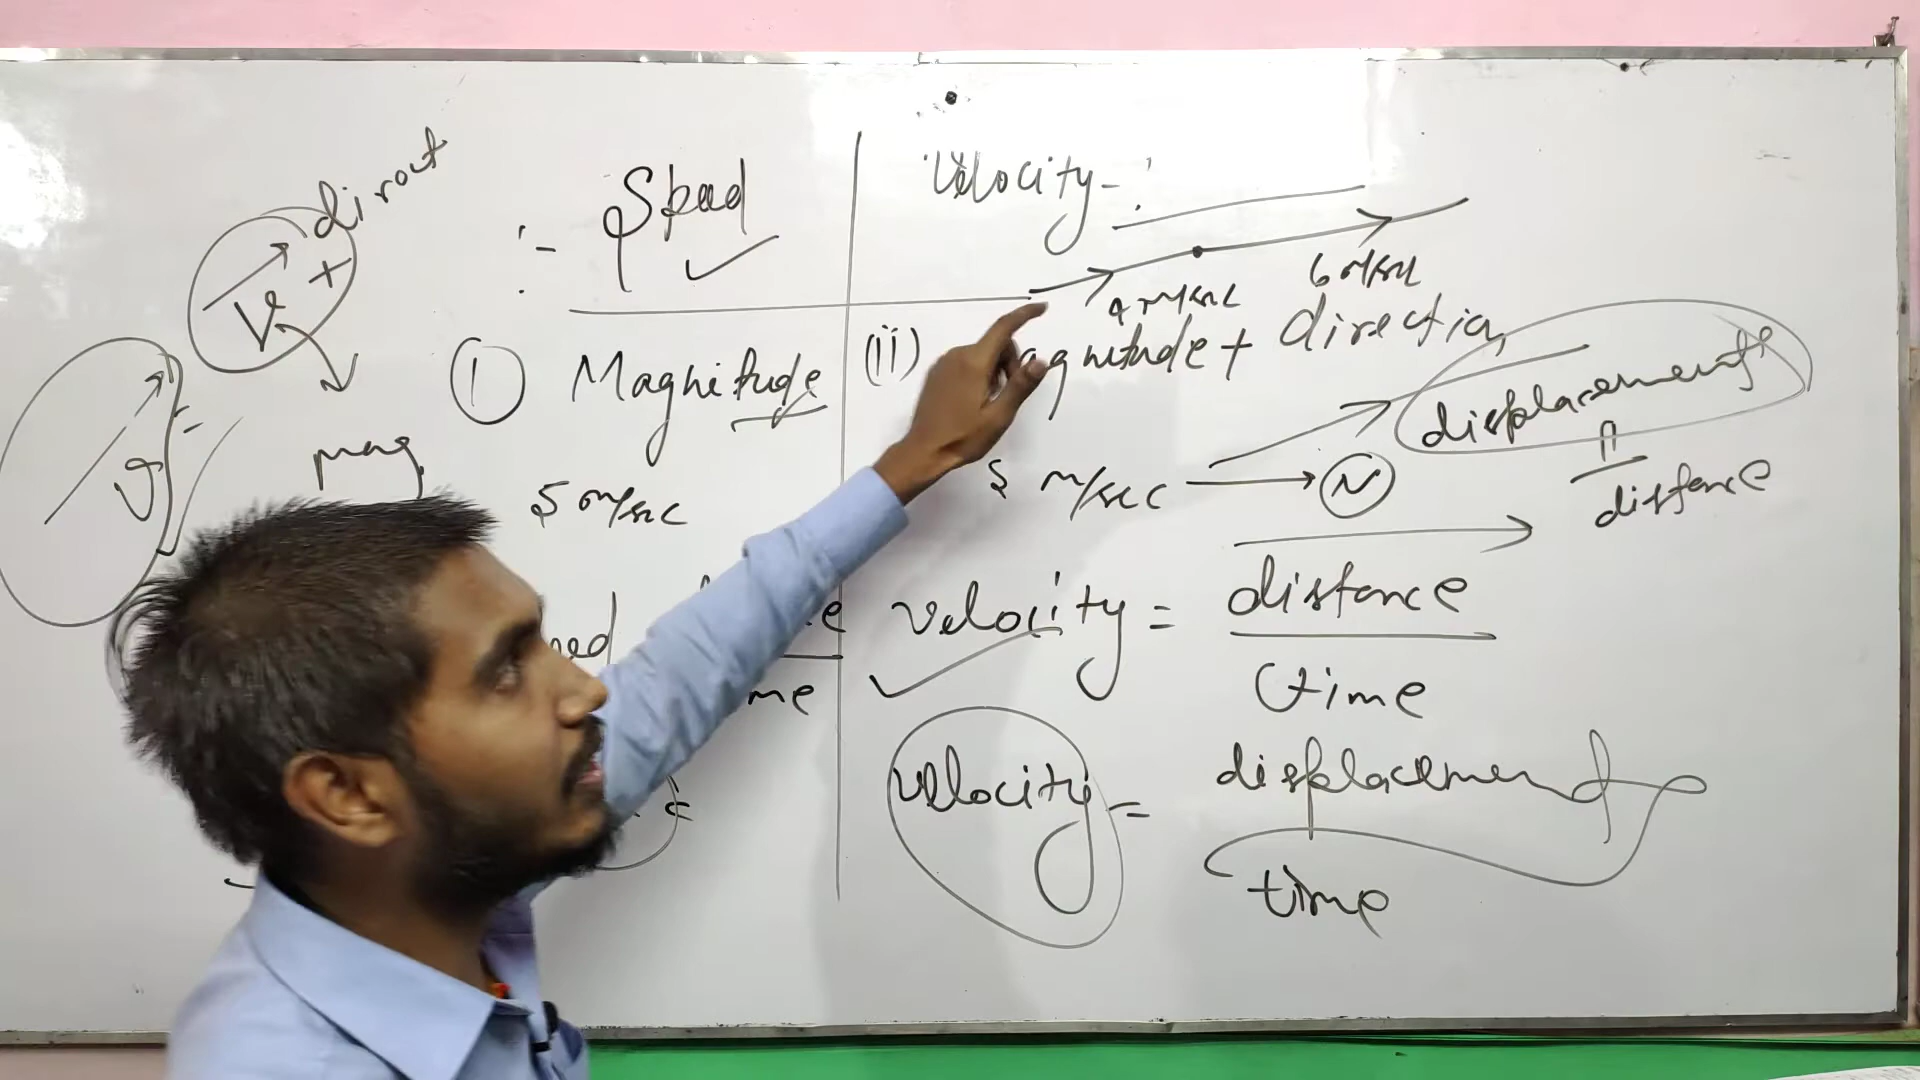 :- Speed
Velocity -:
4 m/sec
6 m/sec
① Magnitude
(ii) Magnitude + direction
displacement
distance
mag
5 m/sec
5 m/sec
N
V
+
velocity = distance
time
velocity = displacement
time